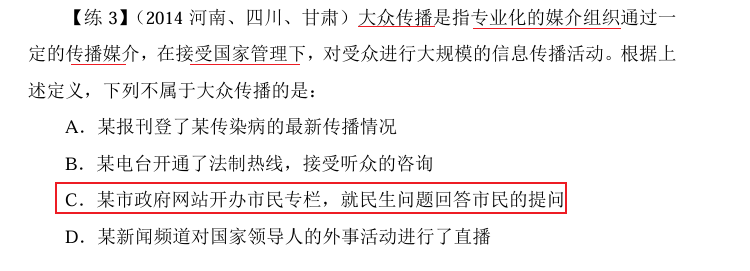 【练 3】（2014 河南、四川、甘肃）大众传播是指专业化的媒介组织通过一
定的传播媒介，在接受国家管理下，对受众进行大规模的信息传播活动。根据上
述定义，下列不属于大众传播的是：
A．某报刊登了某传染病的最新传播情况
B．某电台开通了法制热线，接受听众的咨询
C．某市政府网站开办市民专栏，就民生问题回答市民的提问
D．某新闻频道对国家领导人的外事活动进行了直播